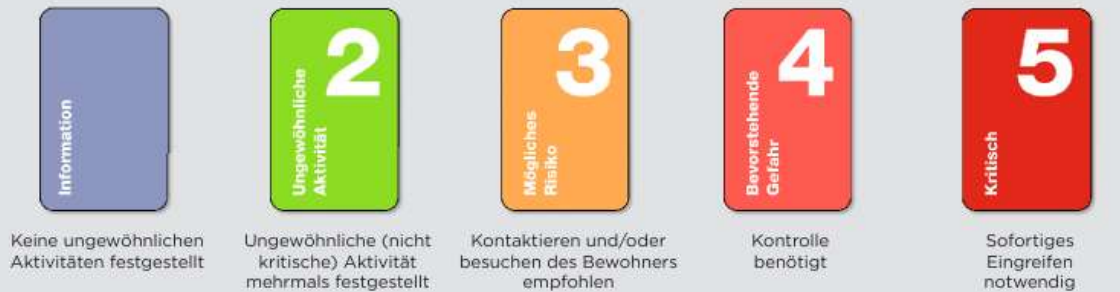 Information
Keine ungewöhnlichen
Aktivitäten festgestellt
2
Ungewöhnliche
Aktivität
Ungewöhnliche (nicht
kritische) Aktivität
mehrmals festgestellt
3
Mögliches
Risiko
Kontaktieren und/oder
besuchen des Bewohners
empfohlen
4
Bevorstehende
Gefahr
Kontrolle
benötigt
5
Kritisch
Sofortiges
Eingreifen
notwendig